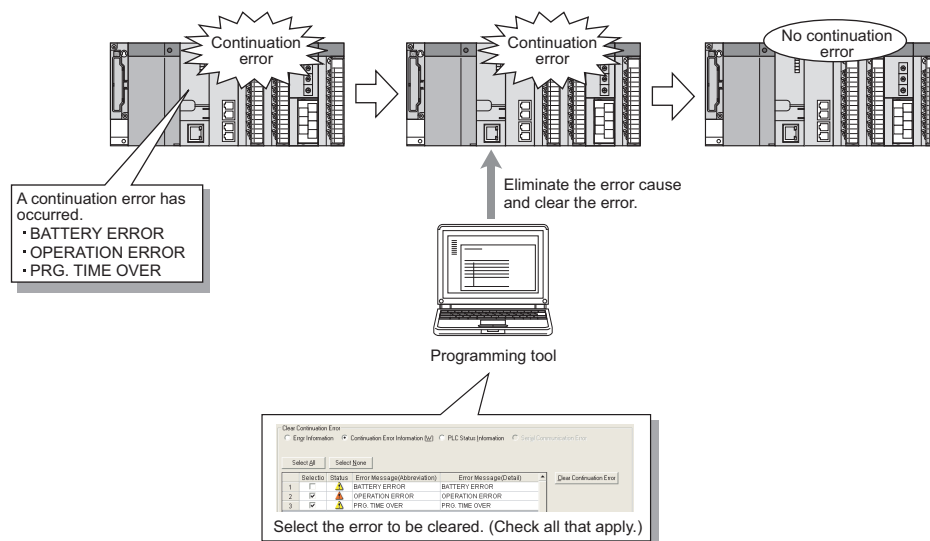 Continuation
error
Continuation
error
No continuation
error
A continuation error has
occurred.
· BATTERY ERROR
· OPERATION ERROR
· PRG. TIME OVER
Eliminate the error cause
and clear the error.
Programming tool
Clear Continuation Error
Error Information Continuation Error Information (W) PLC Status Information Serial Communication Error
Select All Select None
Selectio Status Error Message(Abbreviation) Error Message(Detail) Clear Continuation Error
1 BATTERY ERROR BATTERY ERROR
2 OPERATION ERROR OPERATION ERROR
3 PRG. TIME OVER PRG. TIME OVER
Select the error to be cleared. (Check all that apply.)